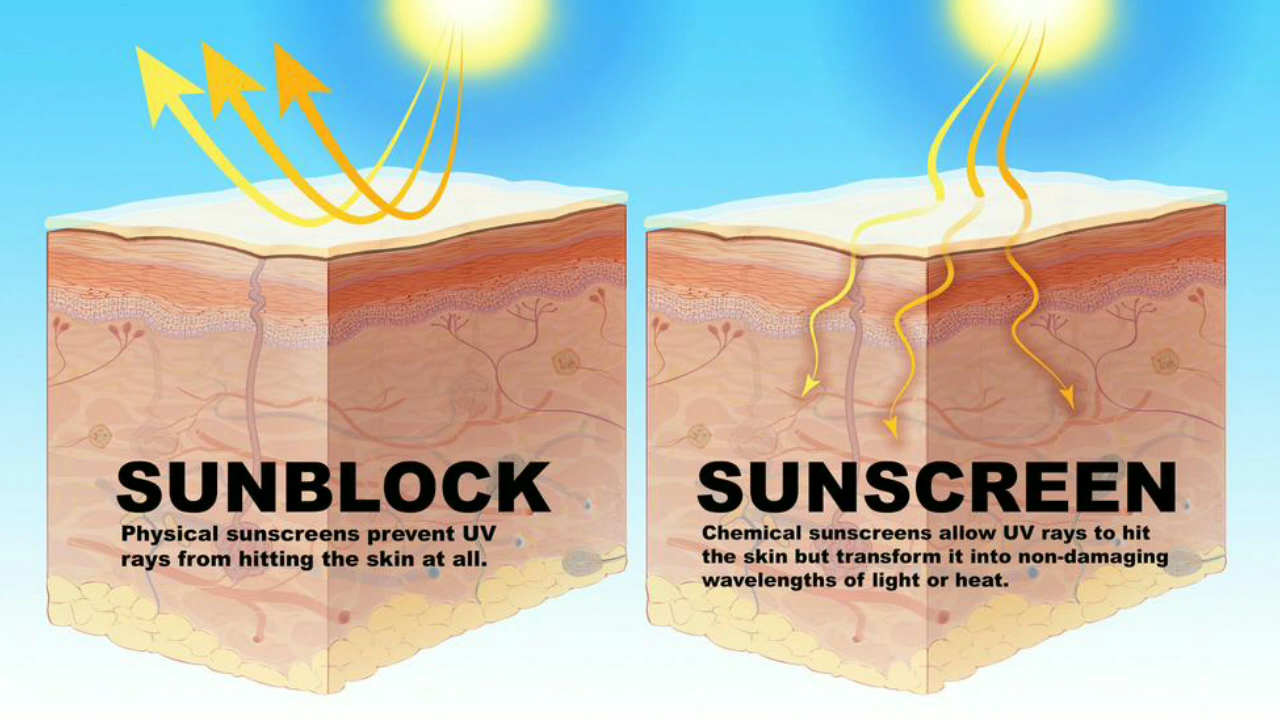 SUNBLOCK
Physical sunscreens prevent UV
rays from hitting the skin at all.
SUNSCREEN
Chemical sunscreens allow UV rays to hit
the skin but transform it into non-damaging
wavelengths of light or heat.